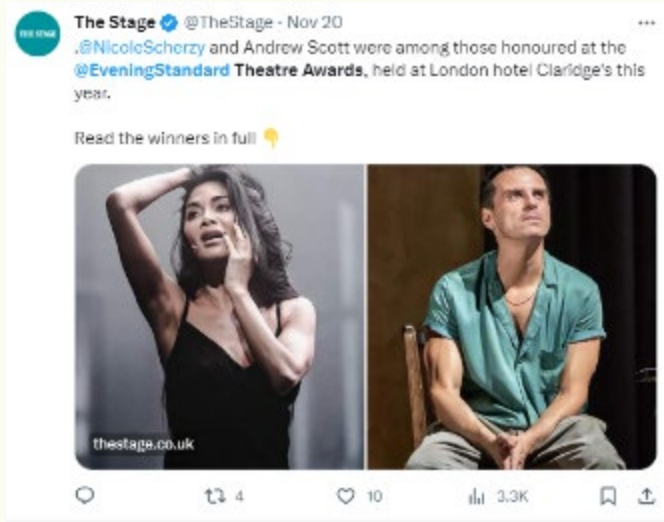 The Stage @TheStage · Nov 20
THE STAGE
.@NicoleScherzy and Andrew Scott were among those honoured at the
@EveningStandard Theatre Awards, held at London hotel Claridge's this
year.
Read the winners in full
thestage.co.uk
4 10 3.3K